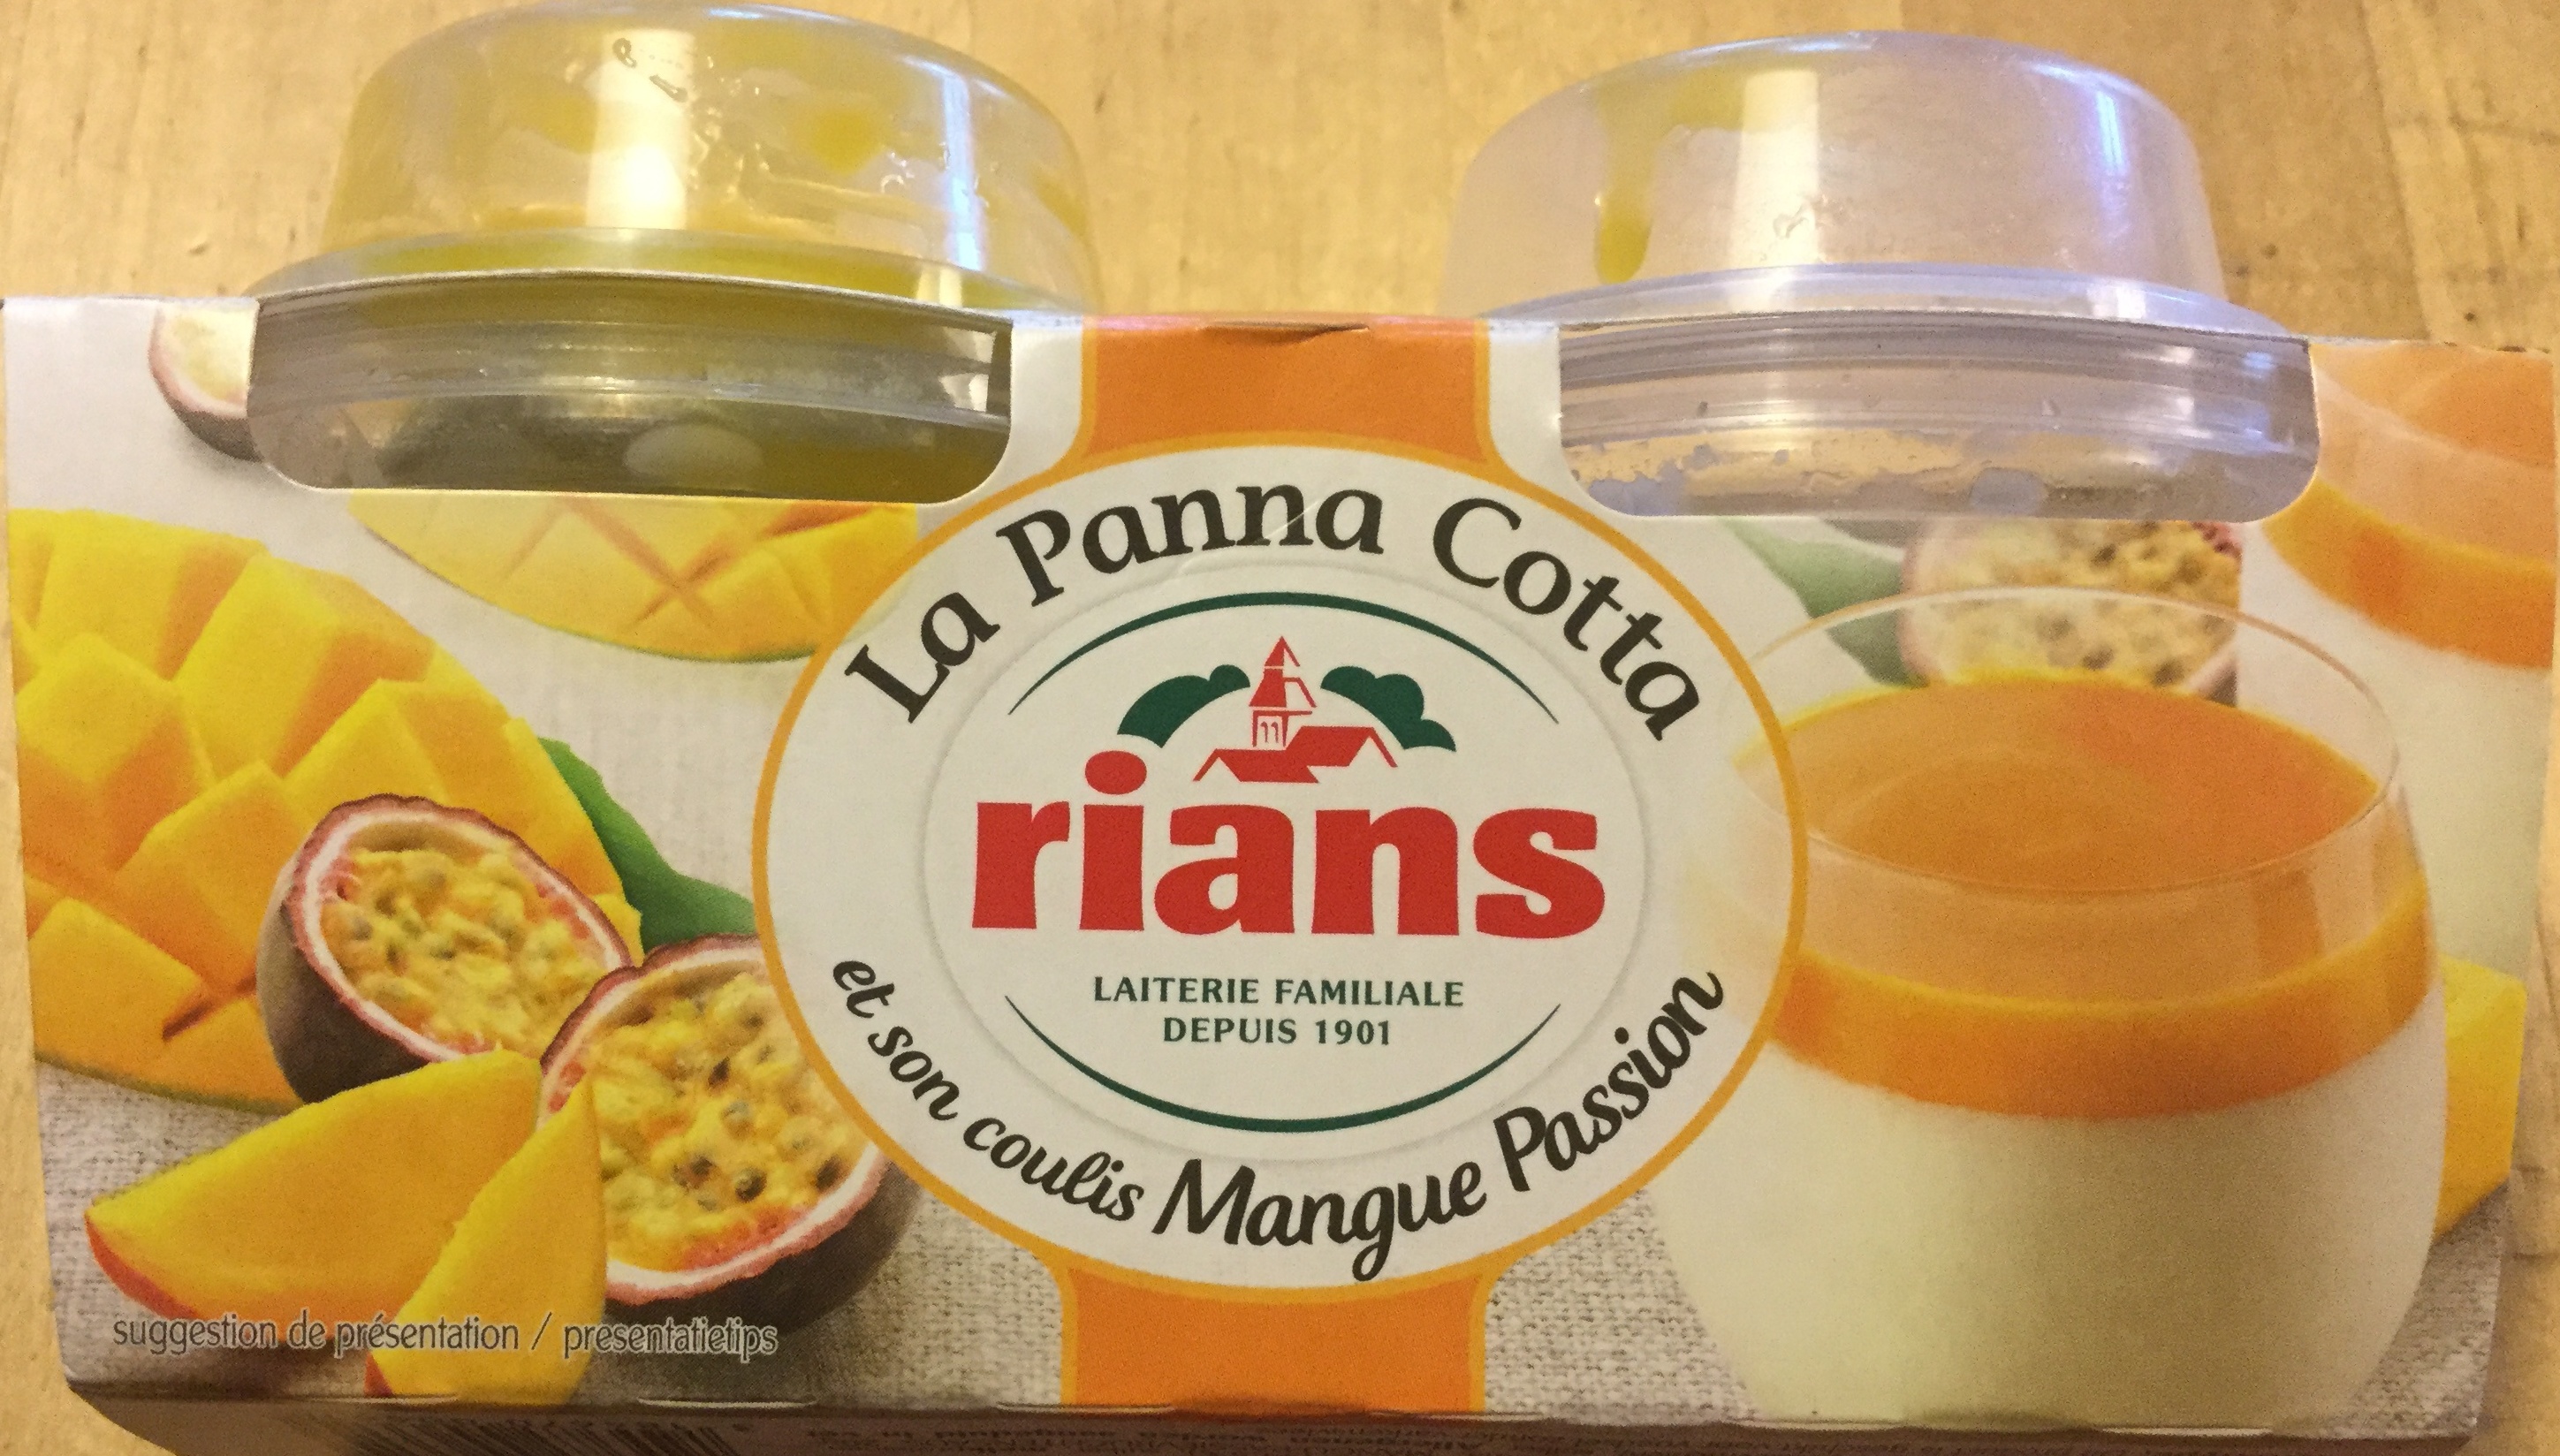 La Panna Cotta
rians
LAITERIE FAMILIALE
DEPUIS 1901
et son coulis Mangue Passion
suggestion de présentation / presentatietips